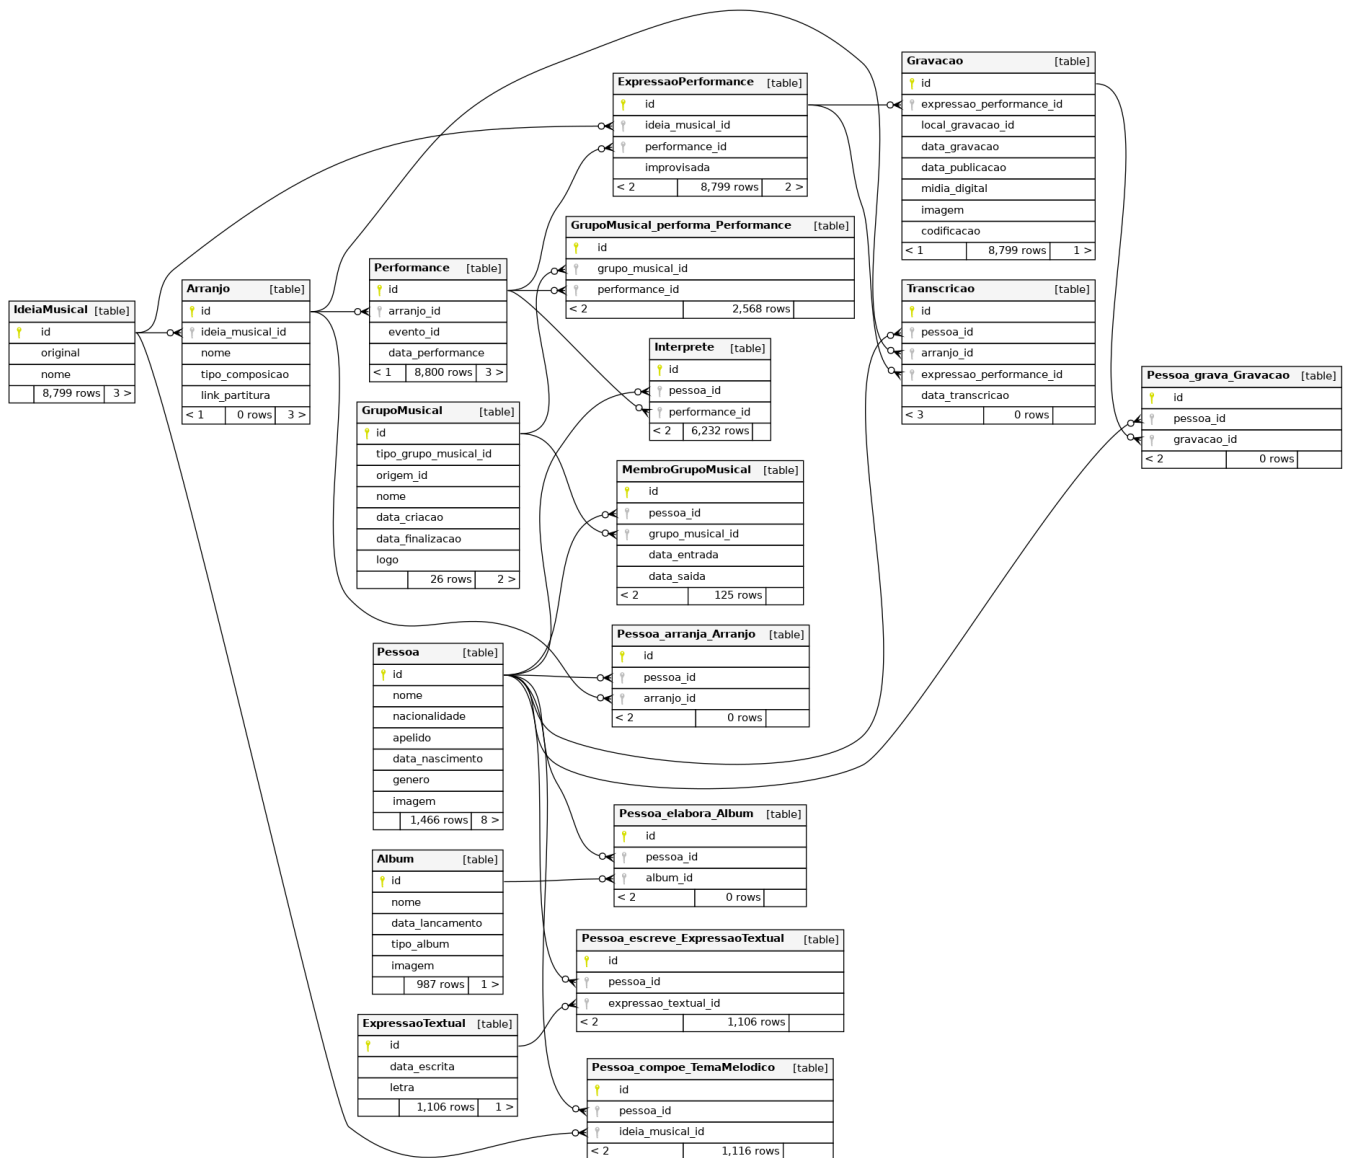 IdeiaMusical [table]
id
original
nome
8,799 rows 3 >
Arranjo [table]
id
ideia_musical_id
nome
tipo_composicao
link_partitura
< 1 0 rows 3 >
Performance [table]
id
arranjo_id
evento_id
data_performance
< 1 8,800 rows 3 >
GrupoMusical [table]
id
tipo_grupo_musical_id
origem_id
nome
data_criacao
data_finalizacao
logo
26 rows 2 >
Pessoa [table]
id
nome
nacionalidade
apelido
data_nascimento
genero
imagem
1,466 rows 8 >
Album [table]
id
nome
data_lancamento
tipo_album
imagem
987 rows 1 >
ExpressaoTextual [table]
id
data_escrita
letra
1,106 rows 1 >
ExpressaoPerformance [table]
id
ideia_musical_id
performance_id
improvisada
< 2 8,799 rows 2 >
GrupoMusical_performa_Performance [table]
id
grupo_musical_id
performance_id
< 2 2,568 rows
Interprete [table]
id
pessoa_id
performance_id
< 2 6,232 rows
MembroGrupoMusical [table]
id
pessoa_id
grupo_musical_id
data_entrada
data_saida
< 2 125 rows
Pessoa_arranja_Arranjo [table]
id
pessoa_id
arranjo_id
< 2 0 rows
Pessoa_elabora_Album [table]
id
pessoa_id
album_id
< 2 0 rows
Pessoa_escreve_ExpressaoTextual [table]
id
pessoa_id
expressao_textual_id
< 2 1,106 rows
Pessoa_compoe_TemaMelodico [table]
id
pessoa_id
ideia_musical_id
< 2 1,116 rows
Gravacao [table]
id
expressao_performance_id
local_gravacao_id
data_gravacao
data_publicacao
midia_digital
imagem
codificacao
< 1 8,799 rows 1 >
Transcricao [table]
id
pessoa_id
arranjo_id
expressao_performance_id
data_transcricao
< 3 0 rows
Pessoa_grava_Gravacao [table]
id
pessoa_id
gravacao_id
< 2 0 rows